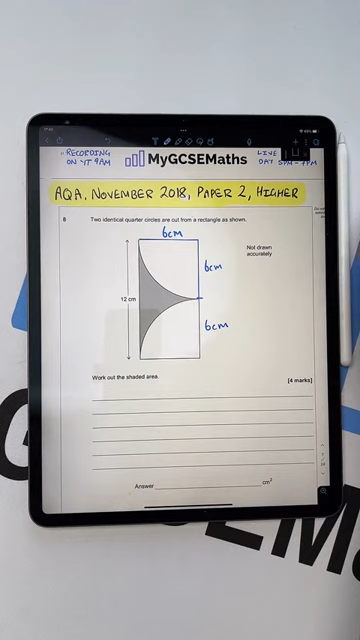 RECORDING
ON YT 9AM
MyGCSEMaths
LIVE
DAY 5PM - 7PM
AQA, NOVEMBER 2018, PAPER 2, HIGHER
8 Two identical quarter circles are cut from a rectangle as shown.
6cm
Not drawn
accurately
6cm
12 cm
6cm
Work out the shaded area.
[4 marks]
Answer cm²